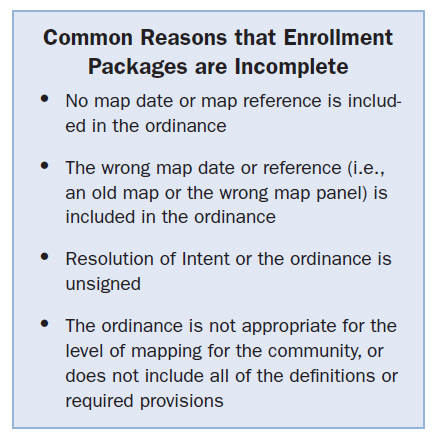 Common Reasons that Enrollment
Packages are Incomplete
• No map date or map reference is includ-
ed in the ordinance
• The wrong map date or reference (i.e.,
an old map or the wrong map panel) is
included in the ordinance
• Resolution of Intent or the ordinance is
unsigned
• The ordinance is not appropriate for the
level of mapping for the community, or
does not include all of the definitions or
required provisions